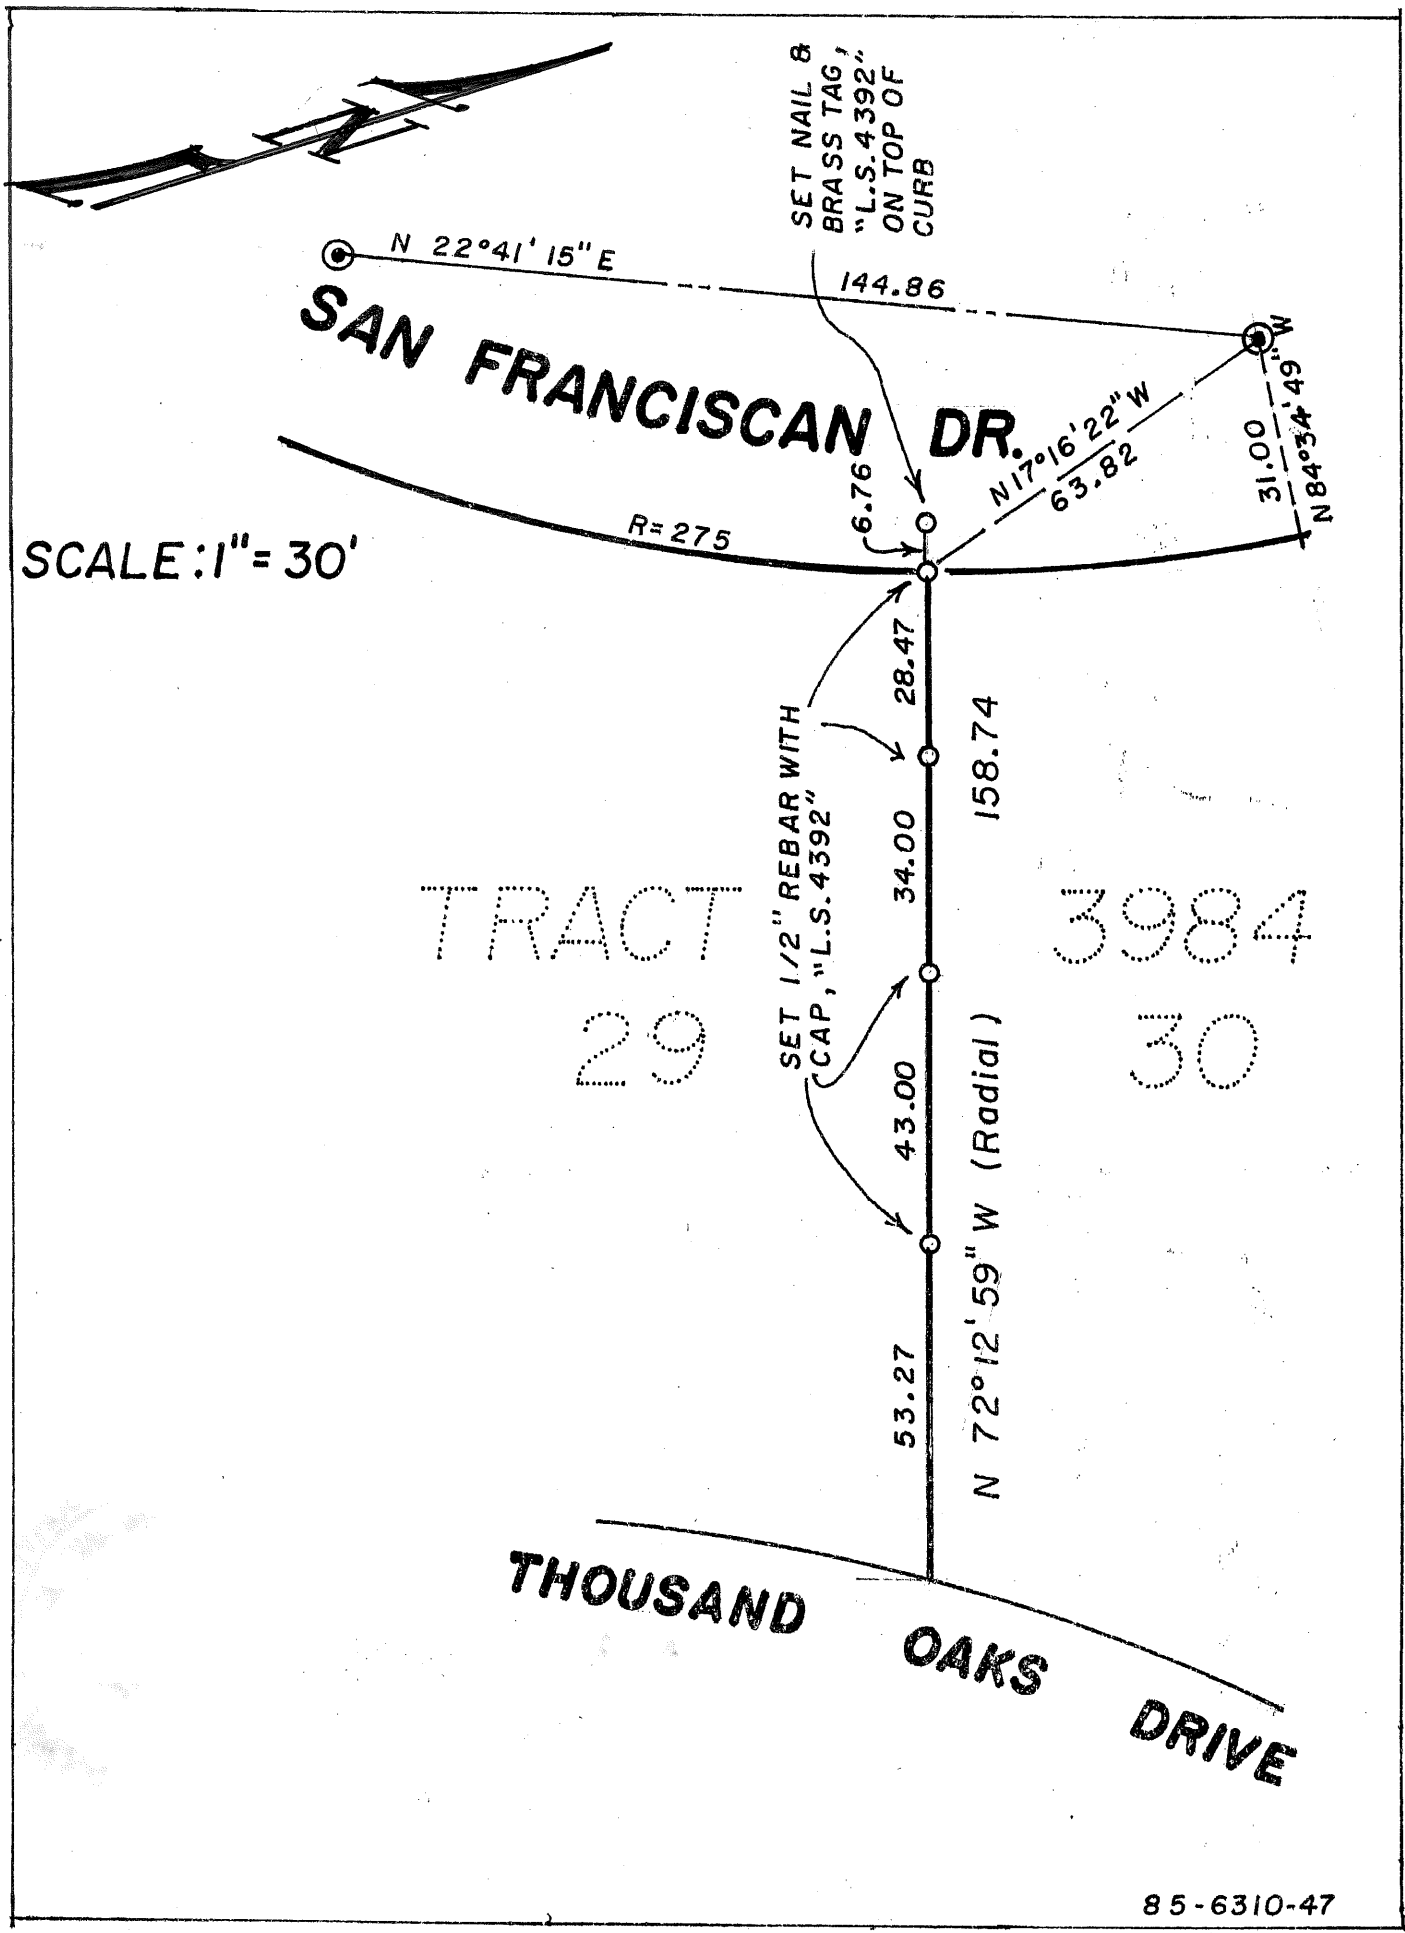 N
SET NAIL &
BRASS TAG,
"L.S. 4392"
ON TOP OF
CURB
N 22°41'15" E
144.86
SAN FRANCISCAN DR.
N17°16'22" W
63.82
31.00
N84°34'49" W
6.76
R=275
SCALE: 1"=30'
28.47
158.74
SET 1/2" REBAR WITH
CAP, "L.S. 4392"
34.00
TRACT 3984
29 30
43.00
N 72°12'59" W (Radial)
53.27
THOUSAND OAKS DRIVE
85-6310-47